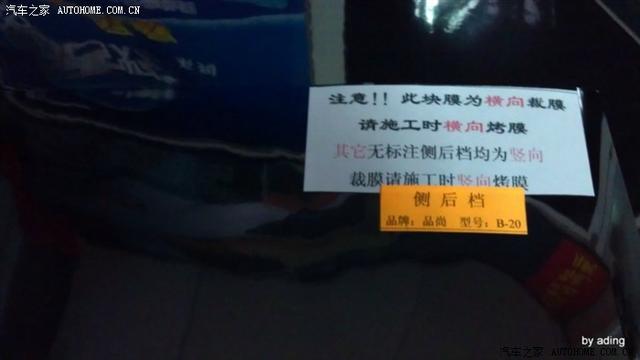 汽车之家 AUTOHOME.COM.CN
注意!! 此块膜为横向裁膜
请施工时横向烤膜
其它无标注侧后档均为竖向
裁膜请施工时竖向烤膜
侧后档
品牌：品尚 型号：B-20
by ading
汽车之家 AUTOHOME.COM.CN